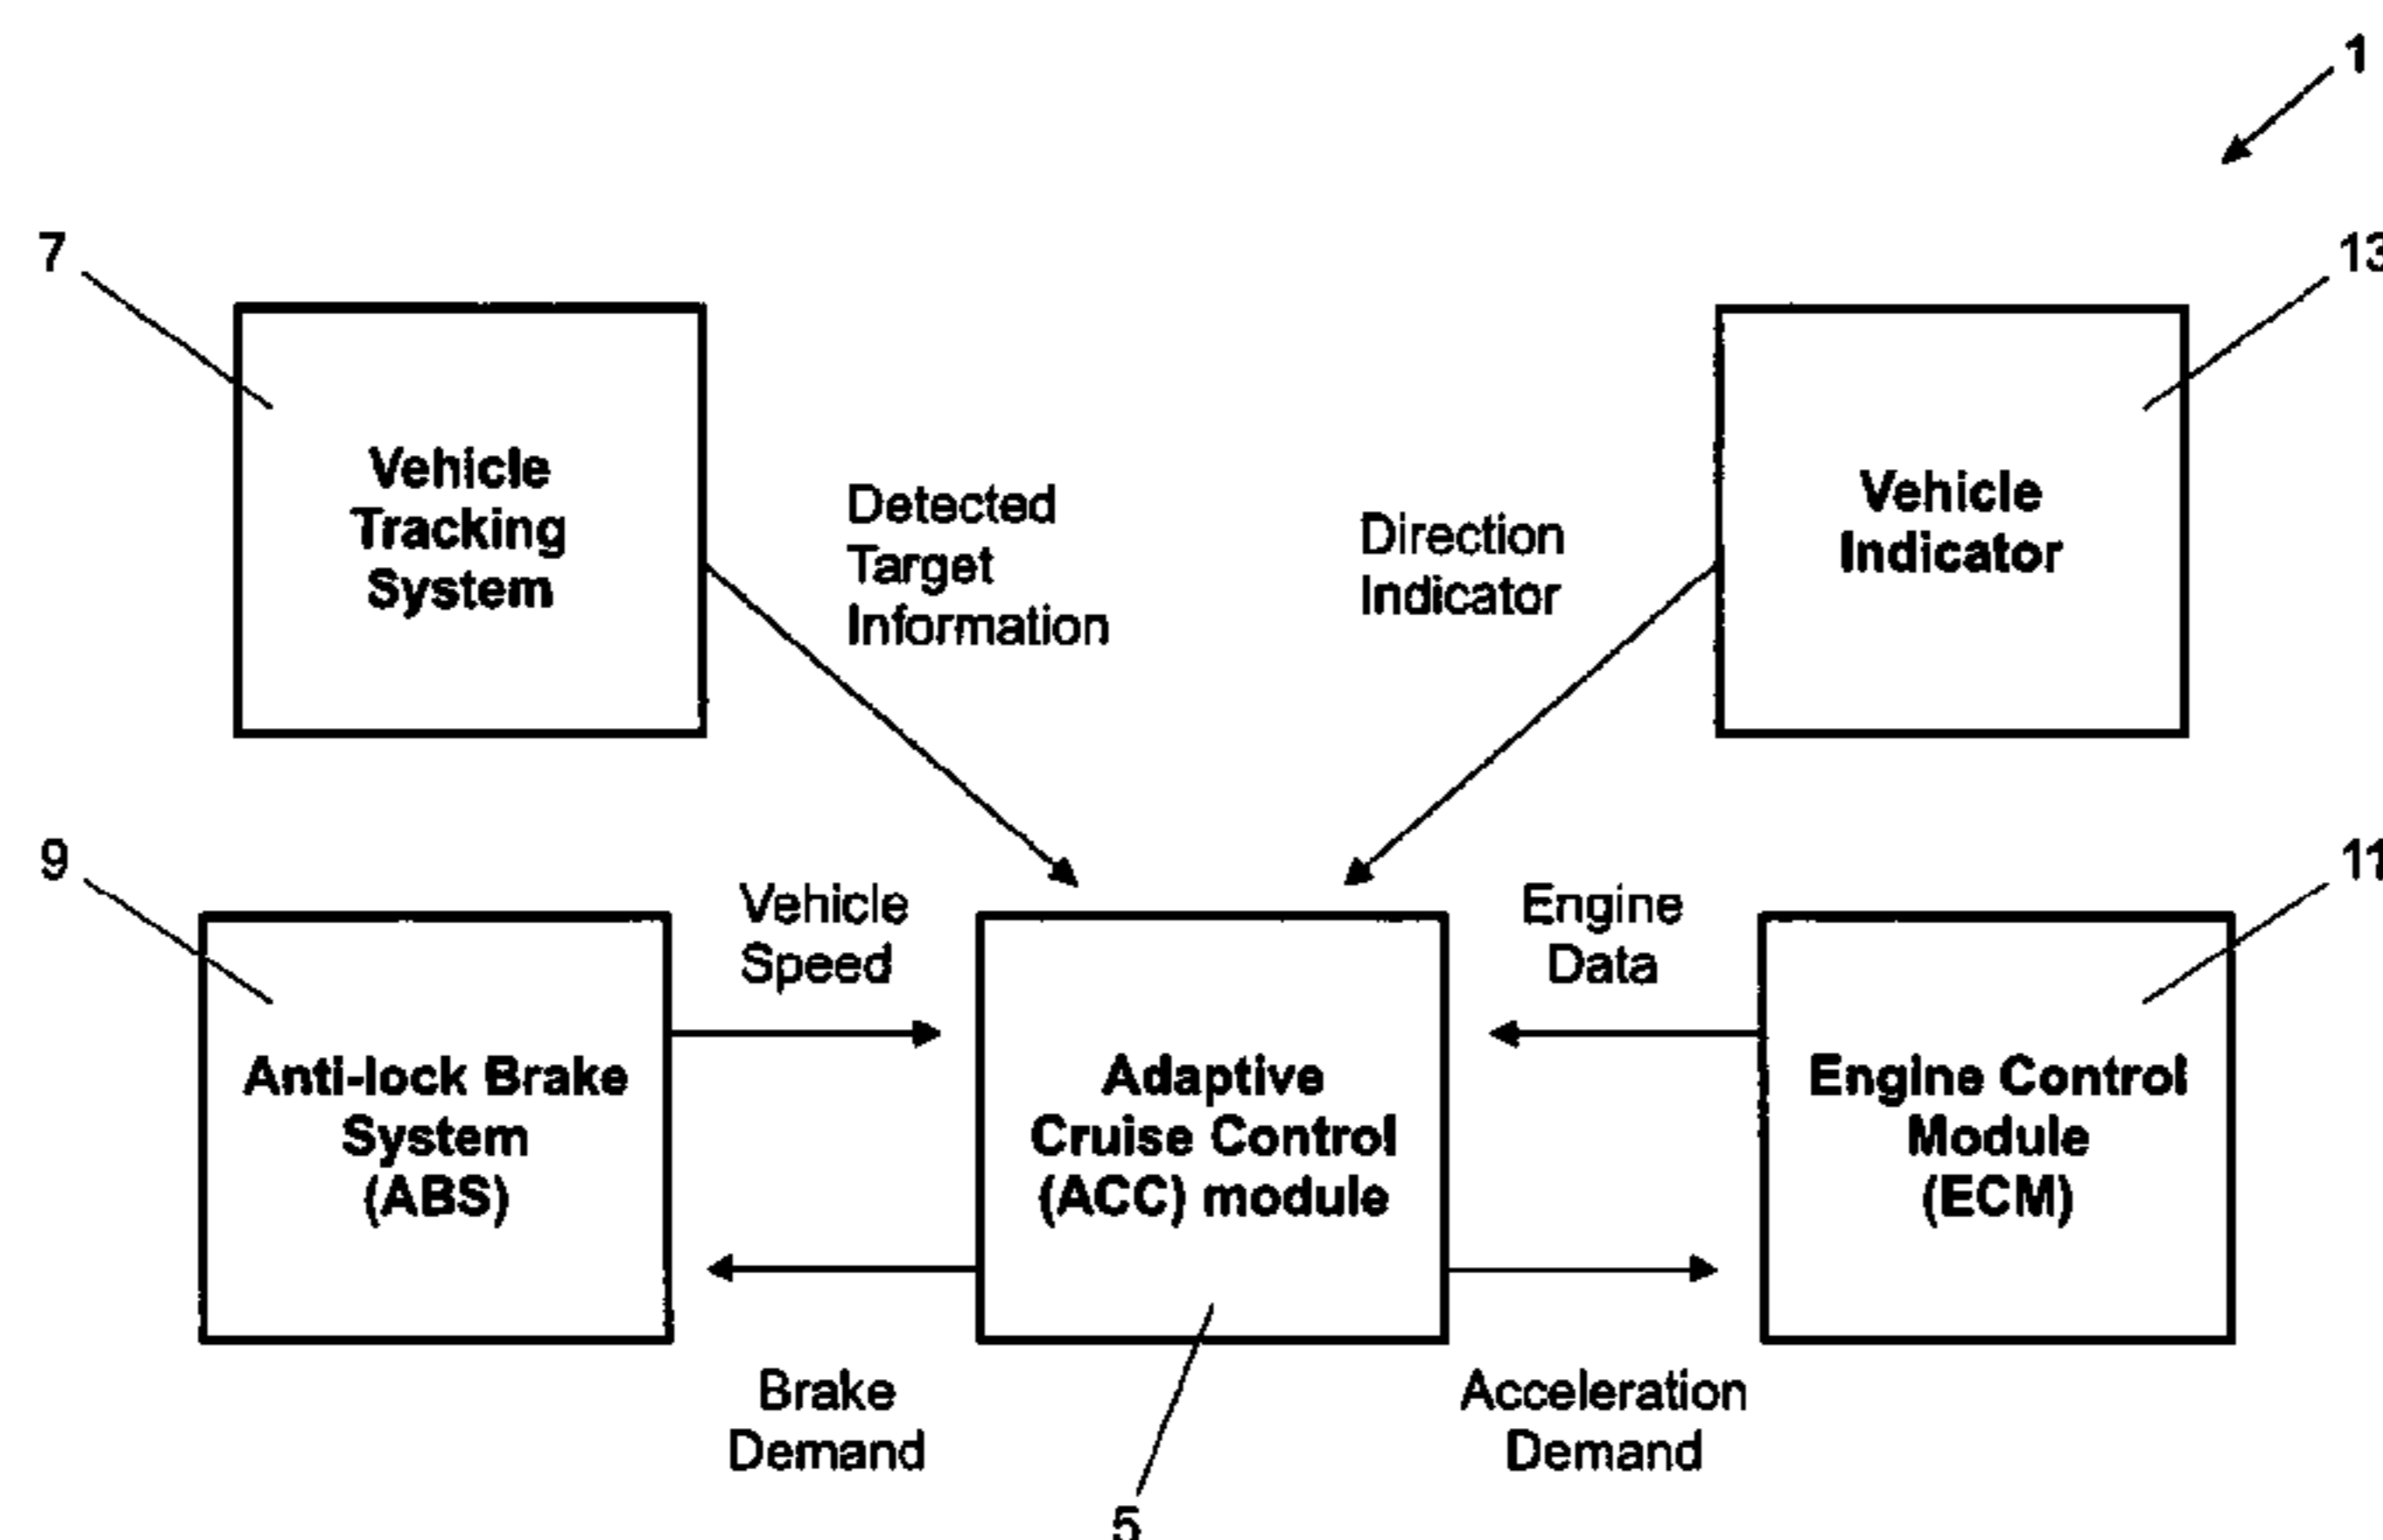 1
7
13
Vehicle
Tracking
System
Detected
Target
Information
Direction
Indicator
Vehicle
Indicator
9
11
Vehicle
Speed
Engine
Data
Anti-lock Brake
System
(ABS)
Adaptive
Cruise Control
(ACC) module
Engine Control
Module
(ECM)
Brake
Demand
Acceleration
Demand
5